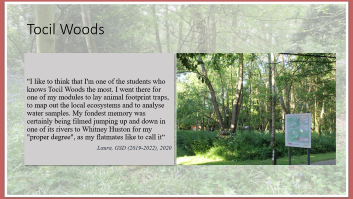 Tocil Woods
"I like to think that I'm one of the students who
knows Tocil Woods the most. I went there for
one of my modules to lay animal footprint traps,
to map out the local ecosystems and to analyse
water samples. My fondest memory was
certainly being filmed jumping up and down in
one of its rivers to Whitney Huston for my
"proper degree", as my flatmates like to call it"
Laura, GSD (2019-2022), 2020